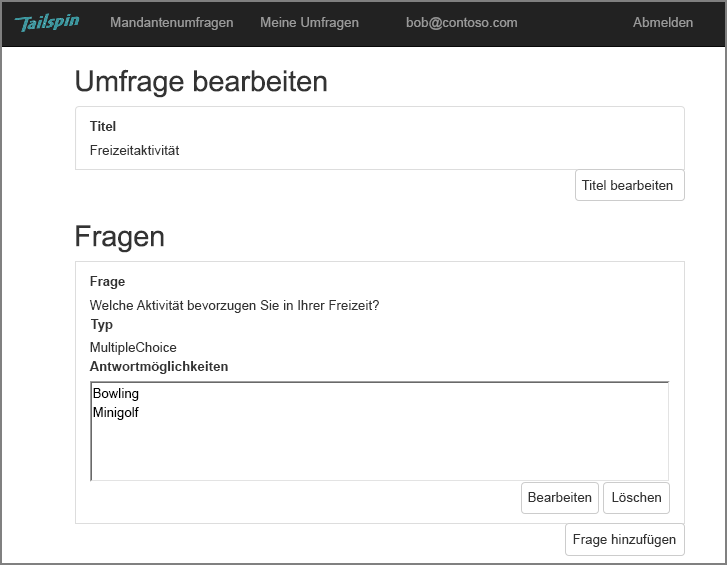 Tailspin Mandantenumfragen Meine Umfragen bob@contoso.com Abmelden
Umfrage bearbeiten
Titel
Freizeitaktivität
Titel bearbeiten
Fragen
Frage
Welche Aktivität bevorzugen Sie in Ihrer Freizeit?
Typ
MultipleChoice
Antwortmöglichkeiten
Bowling
Minigolf
Bearbeiten Löschen
Frage hinzufügen